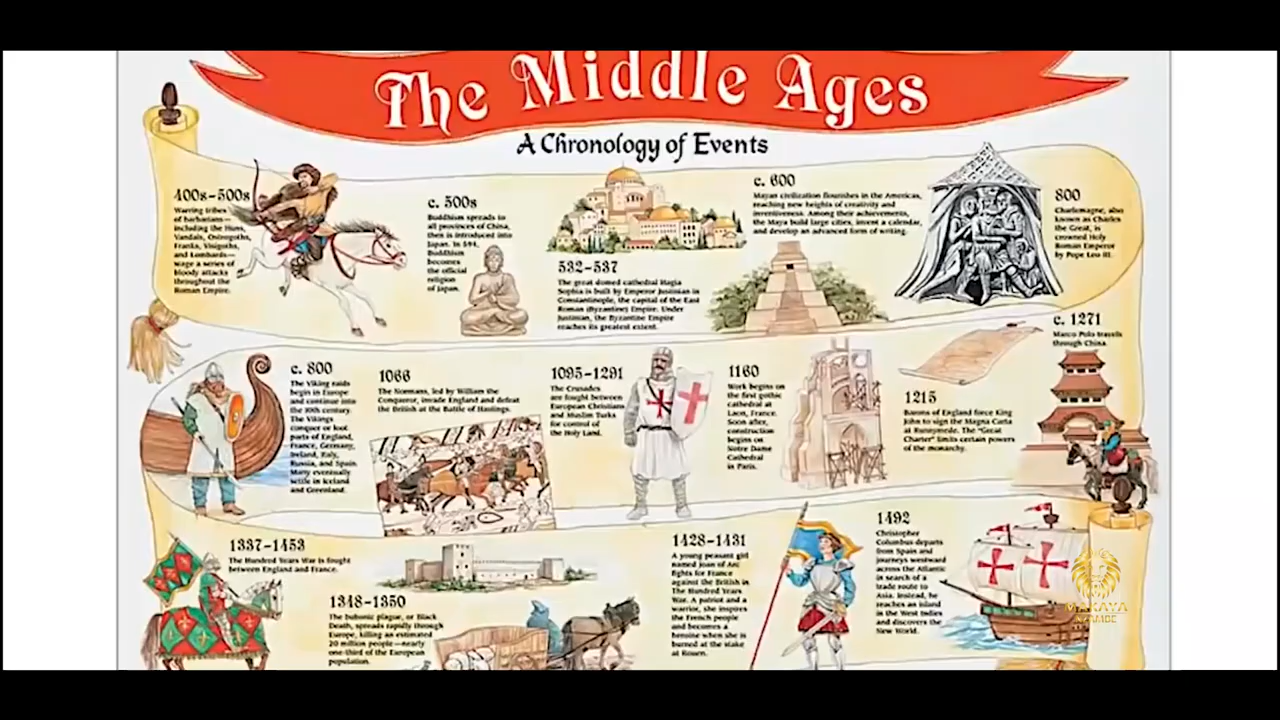 The Middle Ages
A Chronology of Events
400s–500s
Warring tribes
of barbarians—
including the Huns,
Vandals, Ostrogoths,
Franks, Visigoths,
and Lombards—
wage a series of
bloody attacks
throughout the
Roman Empire.
c. 500s
Buddhism spreads to
all provinces of China,
then is introduced into
Japan. In 594,
Buddhism
becomes
the official
religion
of Japan.
532–537
The great domed cathedral Hagia
Sophia is built by Emperor Justinian in
Constantinople, the capital of the East
Roman (Byzantine) Empire. Under
Justinian, the Byzantine Empire
reaches its greatest extent.
c. 600
Mayan civilization flourishes in the Americas,
reaching new heights of creativity and
inventiveness. Among their achievements,
the Maya build large cities, invent a calendar,
and develop an advanced form of writing.
800
Charlemagne, also
known as Charles
the Great, is
crowned Holy
Roman Emperor
by Pope Leo III.
c. 800
The Viking raids
begin in Europe
and continue into
the 10th century.
The Vikings
conquer or loot
parts of England,
France, Germany,
Ireland, Italy,
Russia, and Spain.
Many eventually
settle in Iceland
and Greenland.
1066
The Normans, led by William the
Conqueror, invade England and defeat
the British at the Battle of Hastings.
1095–1291
The Crusades
are fought between
European Christians
and Muslim Turks
for control of
the Holy Land.
1160
Work begins on
the first gothic
cathedral at
Laon, France.
Soon after,
construction
begins on
Notre Dame
Cathedral
in Paris.
1215
Barons of England force King
John to sign the Magna Carta
at Runnymede. The "Great
Charter" limits certain powers
of the monarchy.
c. 1271
Marco Polo travels
through China.
1337–1453
The Hundred Years War is fought
between England and France.
1348–1350
The bubonic plague, or Black
Death, spreads rapidly through
Europe, killing an estimated
20 million people—nearly
one-third of the European
population.
1428–1431
A young peasant girl
named Joan of Arc
fights for France
against the British in
The Hundred Years
War. A patriot and a
warrior, she inspires
the French people
and becomes a
heroine when she is
burned at the stake
at Rouen.
1492
Christopher
Columbus departs
from Spain and
journeys westward
across the Atlantic
in search of a
trade route to
Asia. Instead, he
reaches an island
in the West Indies
and discovers the
New World.
MAKAYA
NZAMBE